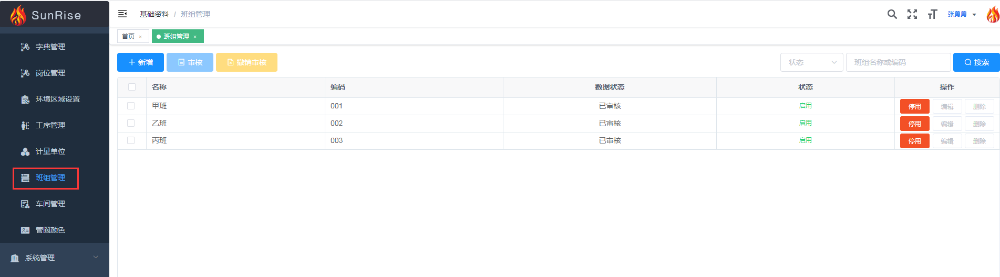 SunRise
基础资料 / 班组管理
张勇勇
首页 ×
班组管理 ×
字典管理
岗位管理
环境区域设置
工序管理
计量单位
班组管理
车间管理
管圈颜色
系统管理
新增 审核 撤销审核 状态 班组名称或编码 搜索
名称 编码 数据状态 状态 操作
甲班 001 已审核 启用 停用 编辑 删除
乙班 002 已审核 启用 停用 编辑 删除
丙班 003 已审核 启用 停用 编辑 删除